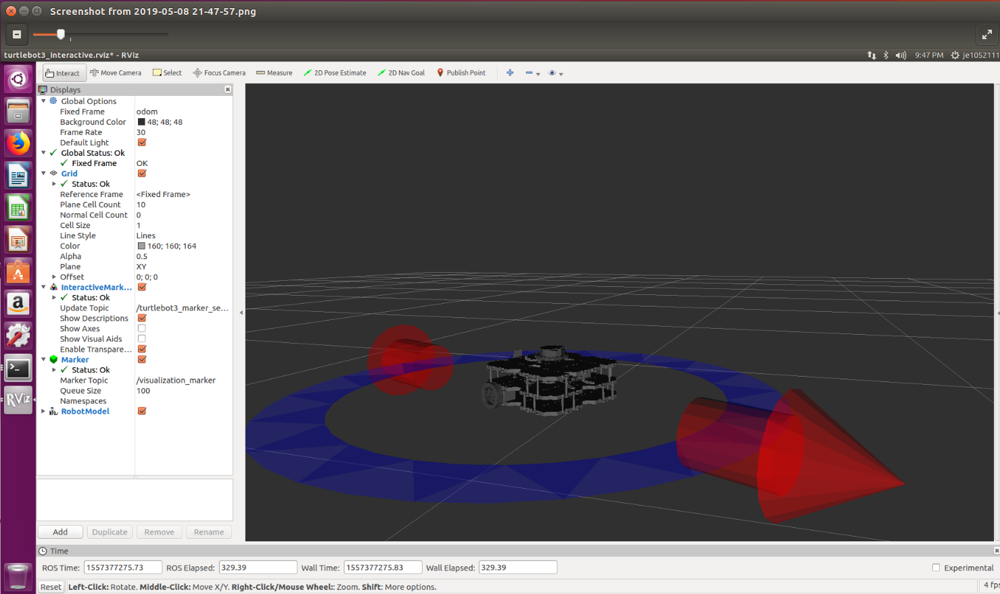 Screenshot from 2019-05-08 21-47-57.png
turtlebot3_interactive.rviz* - RViz
9:47 PM
je1052111
Interact Move Camera Select Focus Camera Measure 2D Pose Estimate 2D Nav Goal Publish Point
Displays
Global Options
Fixed Frame odom
Background Color 48; 48; 48
Frame Rate 30
Default Light
Global Status: Ok
Fixed Frame OK
Grid
Status: Ok
Reference Frame <Fixed Frame>
Plane Cell Count 10
Normal Cell Count 0
Cell Size 1
Line Style Lines
Color 160; 160; 164
Alpha 0.5
Plane XY
Offset 0; 0; 0
InteractiveMark...
Status: Ok
Update Topic /turtlebot3_marker_se...
Show Descriptions
Show Axes
Show Visual Aids
Enable Transpare...
Marker
Status: Ok
Marker Topic /visualization_marker
Queue Size 100
Namespaces
RobotModel
RViz
Add Duplicate Remove Rename
Time
ROS Time: 1557377275.73 ROS Elapsed: 329.39 Wall Time: 1557377275.83 Wall Elapsed: 329.39 Experimental
Reset Left-Click: Rotate. Middle-Click: Move X/Y. Right-Click/Mouse Wheel:: Zoom. Shift: More options. 4 fps